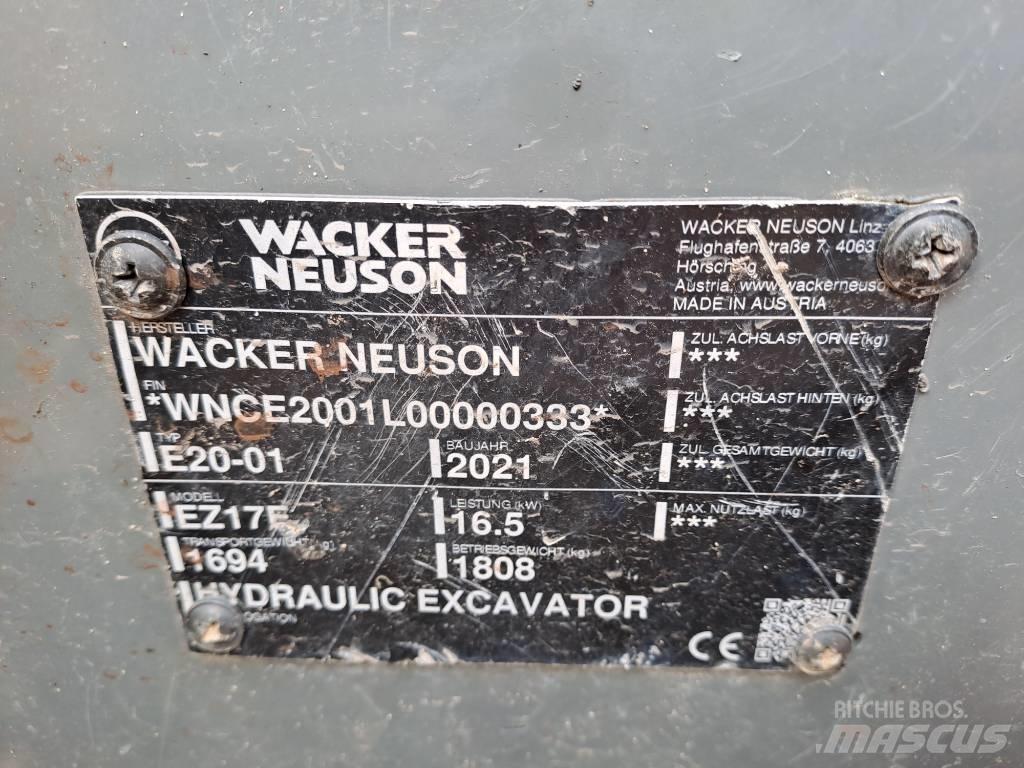 WACKER
NEUSON
WACKER NEUSON Linz
Flughafenstraße 7, 4063
Hörsching
Austria, www.wackerneuso
MADE IN AUSTRIA
HERSTELLER
WACKER NEUSON
ZUL. ACHSLAST VORNE (kg)
***
FIN
*WNCE2001L00000333*
ZUL. ACHSLAST HINTEN (kg)
***
TYP
E20-01
BAUJAHR
2021
ZUL. GESAMTGEWICHT (kg)
***
MODELL
EZ17E
LEISTUNG (kW)
16.5
MAX. NUTZLAST (kg)
***
TRANSPORTGEWICHT (kg)
1694
BETRIEBSGEWICHT (kg)
1808
HYDRAULIC EXCAVATOR
CE
RITCHIE BROS.
MASCUS